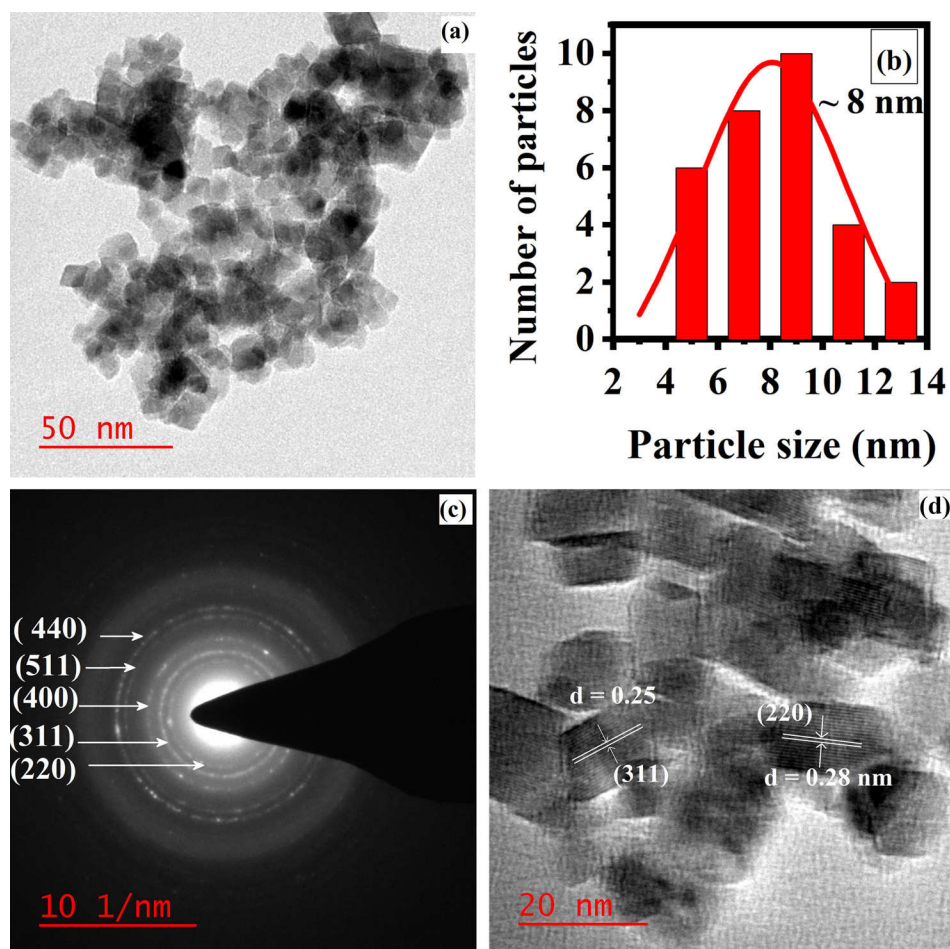 (a)
50 nm
(b)
~ 8 nm
Number of particles
10
8
6
4
2
0
2 4 6 8 10 12 14
Particle size (nm)
(c)
( 440)
(511)
(400)
(311)
(220)
10 1/nm
(d)
d = 0.25
(311)
(220)
d = 0.28 nm
20 nm